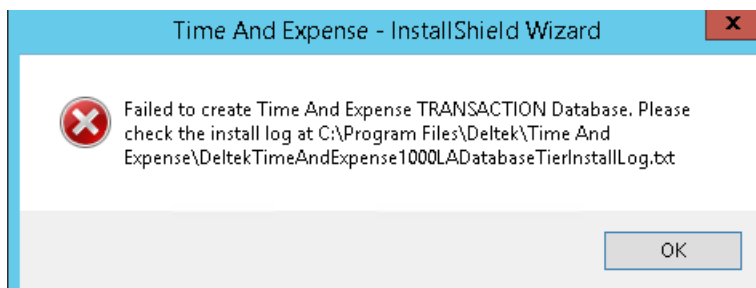 Time And Expense - InstallShield Wizard
x
Failed to create Time And Expense TRANSACTION Database. Please
check the install log at C:\Program Files\Deltek\Time And
Expense\DeltekTimeAndExpense1000LADatabaseTierInstallLog.txt
OK